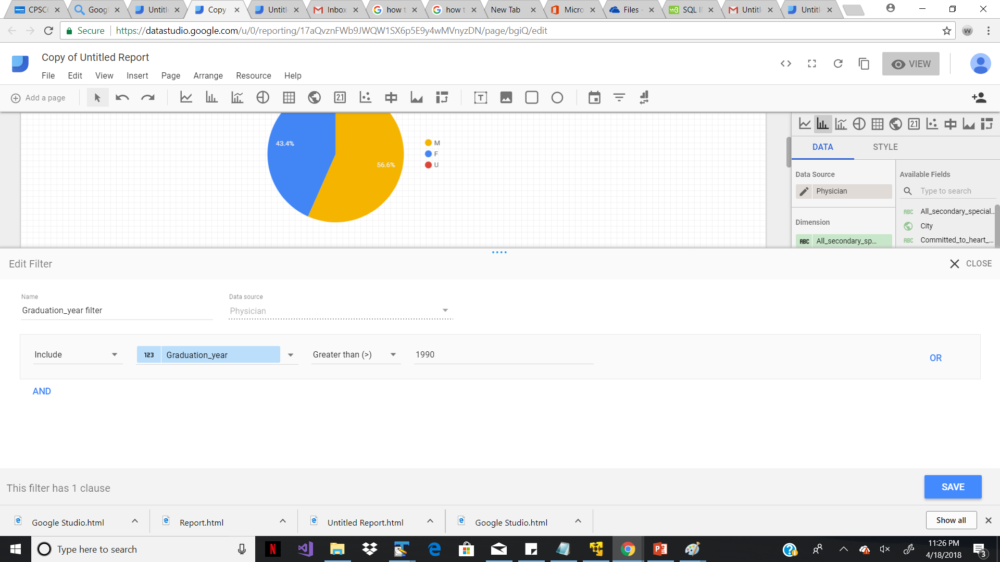 CPSC
Googl
Untitl
Copy
Untitl
Inbox
how t
how t
New Tab
Micro
Files -
SQL
Untitl
Untitl
Secure
https://datastudio.google.com/u/0/reporting/17aQvznFWb9JWQW1SX6p5E9y4wMVnyzDN/page/bgiQ/edit
Copy of Untitled Report
File Edit View Insert Page Arrange Resource Help
VIEW
Add a page
43.4%
56.6%
M
F
U
DATA STYLE
Data Source
Physician
Dimension
ABC All_secondary_sp...
Available Fields
Type to search
ABC All_secondary_special...
City
ABC Committed_to_heart_...
Edit Filter
CLOSE
Name
Graduation_year filter
Data source
Physician
Include 123 Graduation_year Greater than (>) 1990 OR
AND
This filter has 1 clause
SAVE
Google Studio.html Report.html Untitled Report.html Google Studio.html Show all
Type here to search
11:26 PM
4/18/2018
3